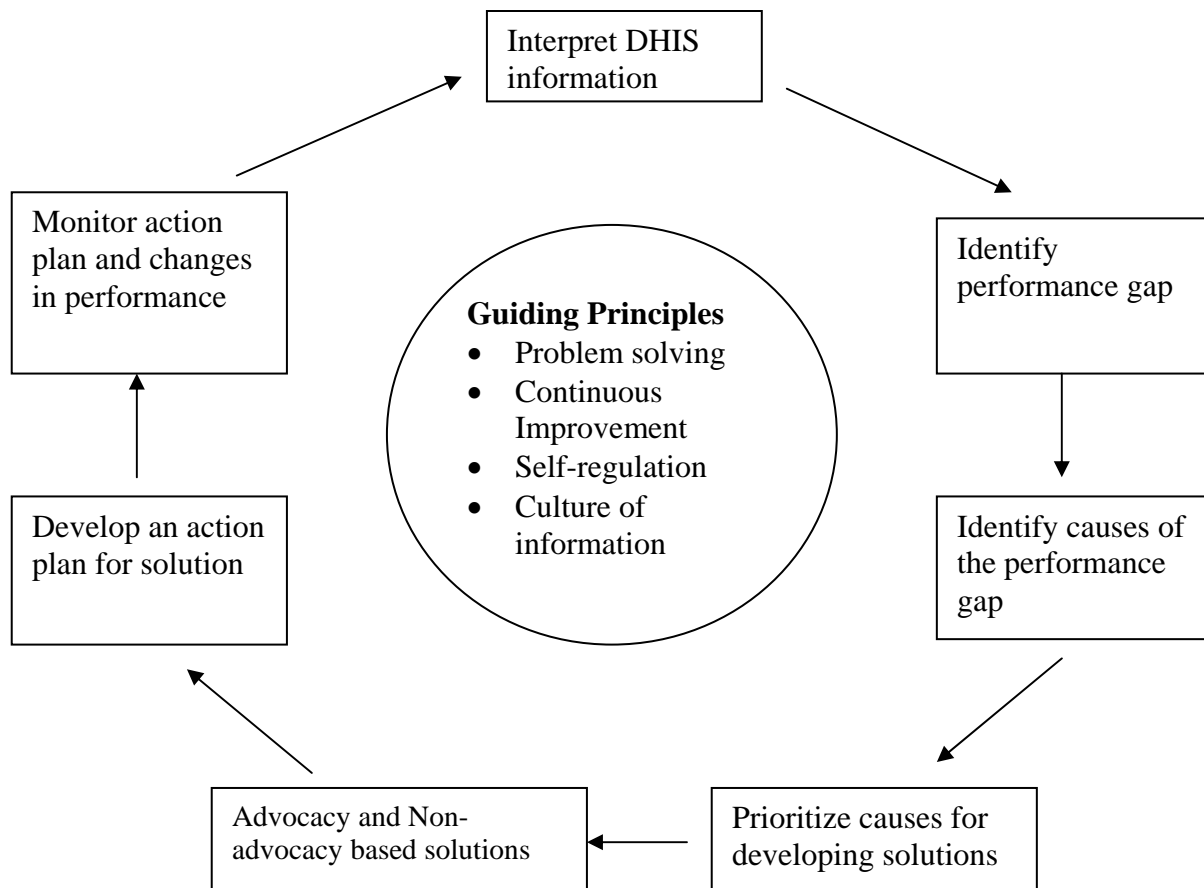 Interpret DHIS
information
Identify
performance gap
Identify causes of
the performance
gap
Prioritize causes for
developing solutions
Advocacy and Non-
advocacy based solutions
Develop an action
plan for solution
Monitor action
plan and changes
in performance
Guiding Principles
• Problem solving
• Continuous
Improvement
• Self-regulation
• Culture of
information